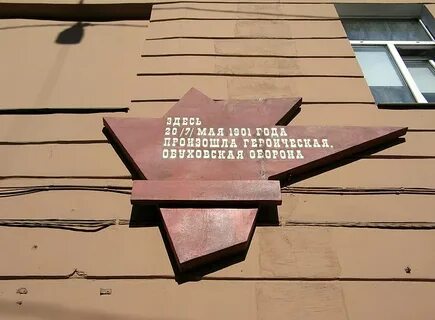 ЗДЕСЬ
20/7/ МАЯ 1901 ГОДА
ПРОИЗОШЛА ГЕРОИЧЕСКАЯ,
ОБУХОВСКАЯ ОБОРОНА